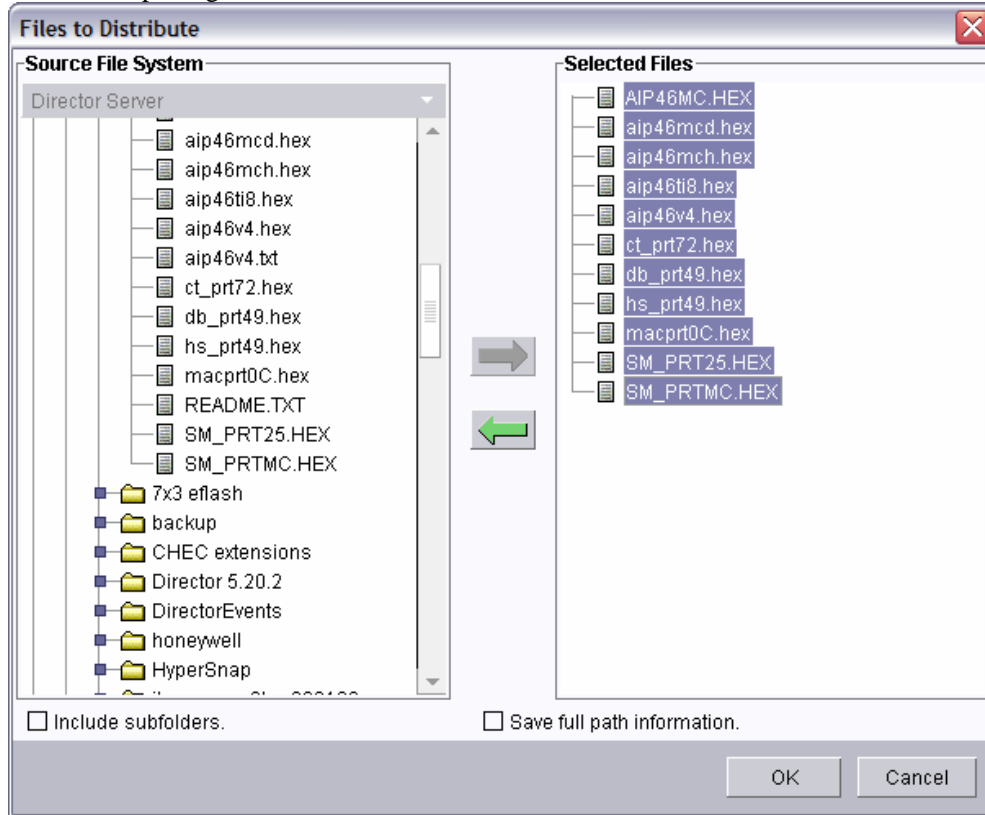 Files to Distribute
Source File System
Director Server
aip46mcd.hex
aip46mch.hex
aip46ti8.hex
aip46v4.hex
aip46v4.txt
ct_prt72.hex
db_prt49.hex
hs_prt49.hex
macprt0C.hex
README.TXT
SM_PRT25.HEX
SM_PRTMC.HEX
7x3 eflash
backup
CHEC extensions
Director 5.20.2
DirectorEvents
honeywell
HyperSnap
Include subfolders.
Selected Files
AIP46MC.HEX
aip46mcd.hex
aip46mch.hex
aip46ti8.hex
aip46v4.hex
ct_prt72.hex
db_prt49.hex
hs_prt49.hex
macprt0C.hex
SM_PRT25.HEX
SM_PRTMC.HEX
Save full path information.
OK Cancel